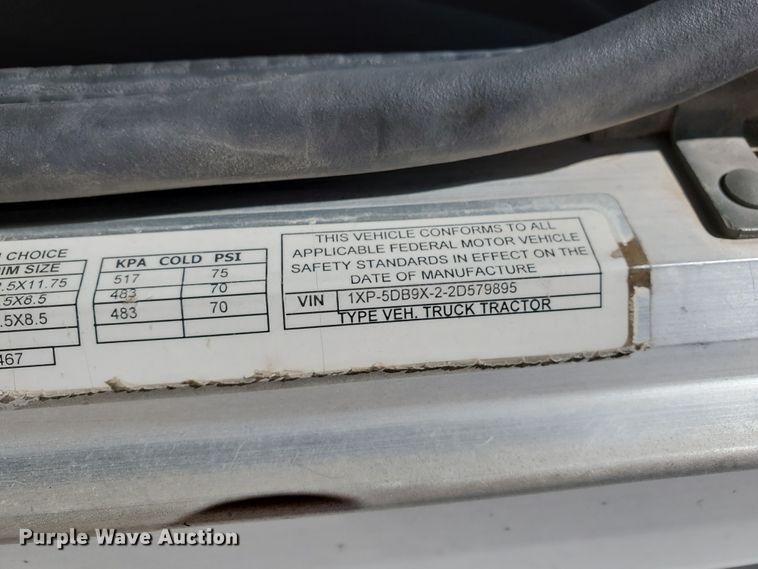 CHOICE
IM SIZE
.5X11.75
.5X8.5
.5X8.5
467
KPA COLD PSI
517 75
483 70
483 70
THIS VEHICLE CONFORMS TO ALL
APPLICABLE FEDERAL MOTOR VEHICLE
SAFETY STANDARDS IN EFFECT ON THE
DATE OF MANUFACTURE
VIN 1XP-5DB9X-2-2D579895
TYPE VEH. TRUCK TRACTOR
Purple Wave Auction